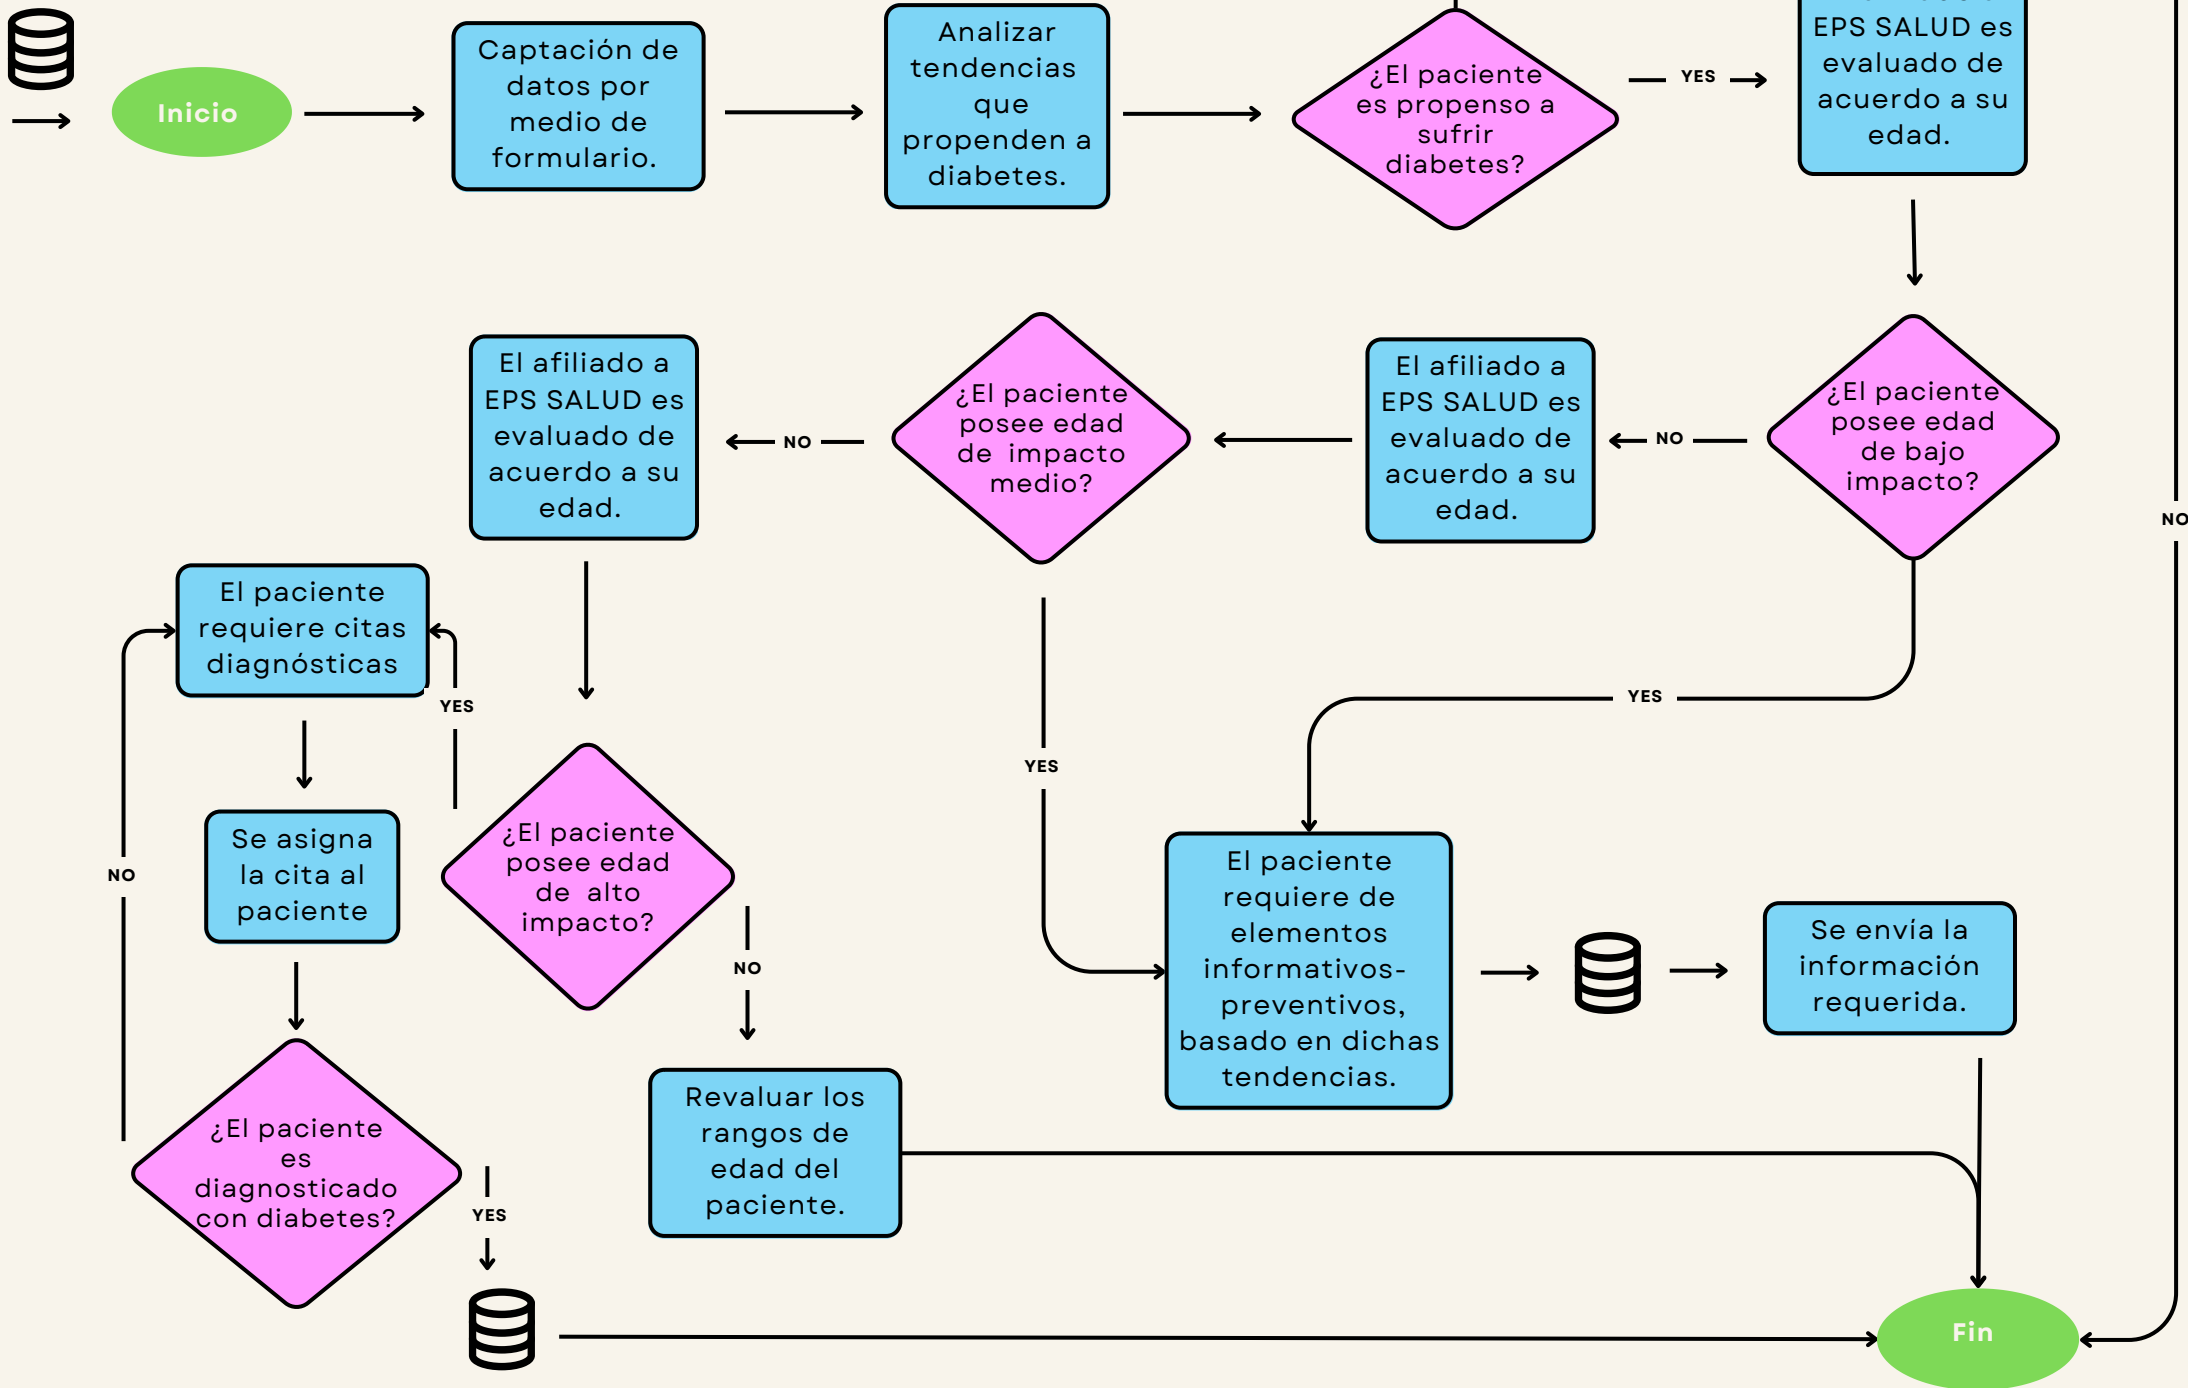 Inicio
Captación de
datos por
medio de
formulario.
Analizar
tendencias
que
propenden a
diabetes.
¿El paciente
es propenso a
sufrir
diabetes?
YES
EPS SALUD es
evaluado de
acuerdo a su
edad.
¿El paciente
posee edad
de bajo
impacto?
NO
El afiliado a
EPS SALUD es
evaluado de
acuerdo a su
edad.
¿El paciente
posee edad
de impacto
medio?
NO
El afiliado a
EPS SALUD es
evaluado de
acuerdo a su
edad.
NO
El paciente
requiere citas
diagnósticas
YES
YES
YES
Se asigna
la cita al
paciente
NO
¿El paciente
posee edad
de alto
impacto?
NO
El paciente
requiere de
elementos
informativos-
preventivos,
basado en dichas
tendencias.
Se envía la
información
requerida.
Revaluar los
rangos de
edad del
paciente.
¿El paciente
es
diagnosticado
con diabetes?
YES
Fin